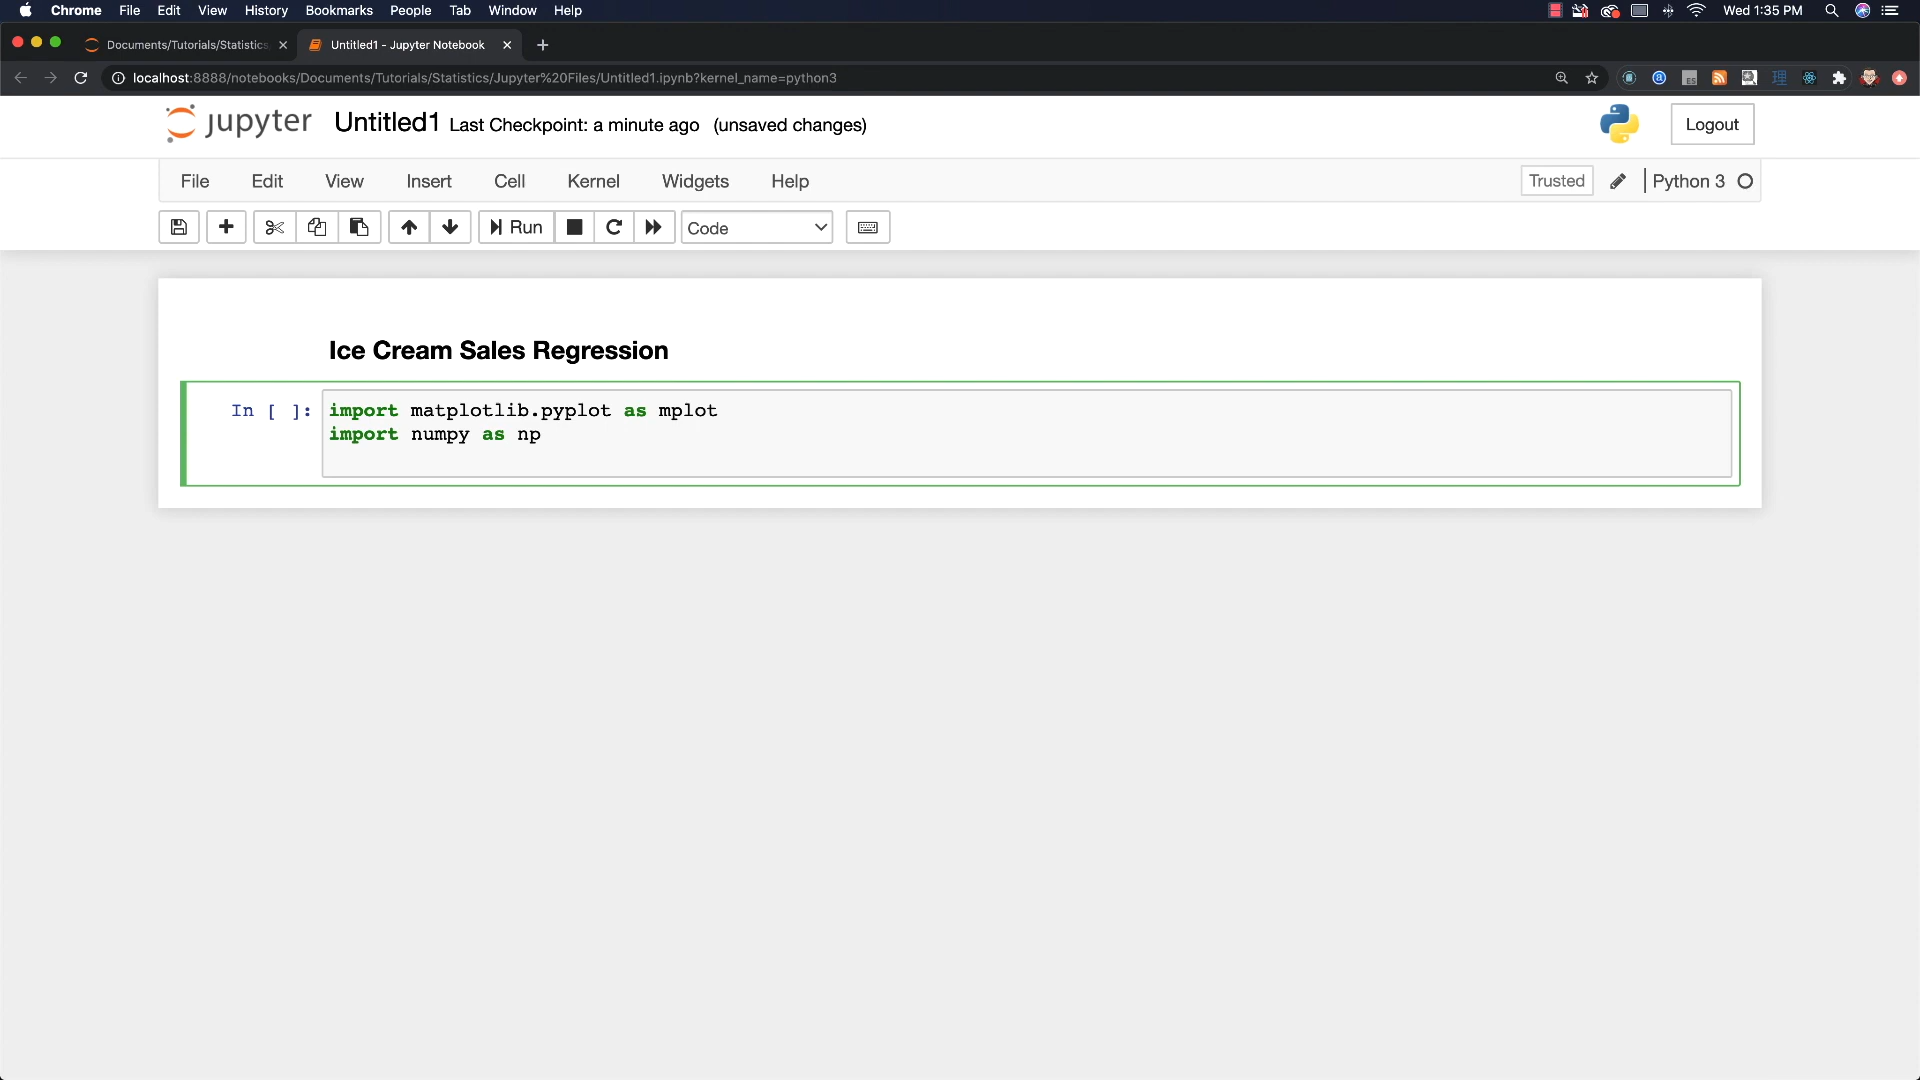 Chrome File Edit View History Bookmarks People Tab Window Help Wed 1:35 PM
Documents/Tutorials/Statistics Untitled1 - Jupyter Notebook
localhost:8888/notebooks/Documents/Tutorials/Statistics/Jupyter%20Files/Untitled1.ipynb?kernel_name=python3
jupyter Untitled1 Last Checkpoint: a minute ago (unsaved changes) Logout
File Edit View Insert Cell Kernel Widgets Help Trusted Python 3
Run Code
Ice Cream Sales Regression
In [ ]: import matplotlib.pyplot as mplot
import numpy as np